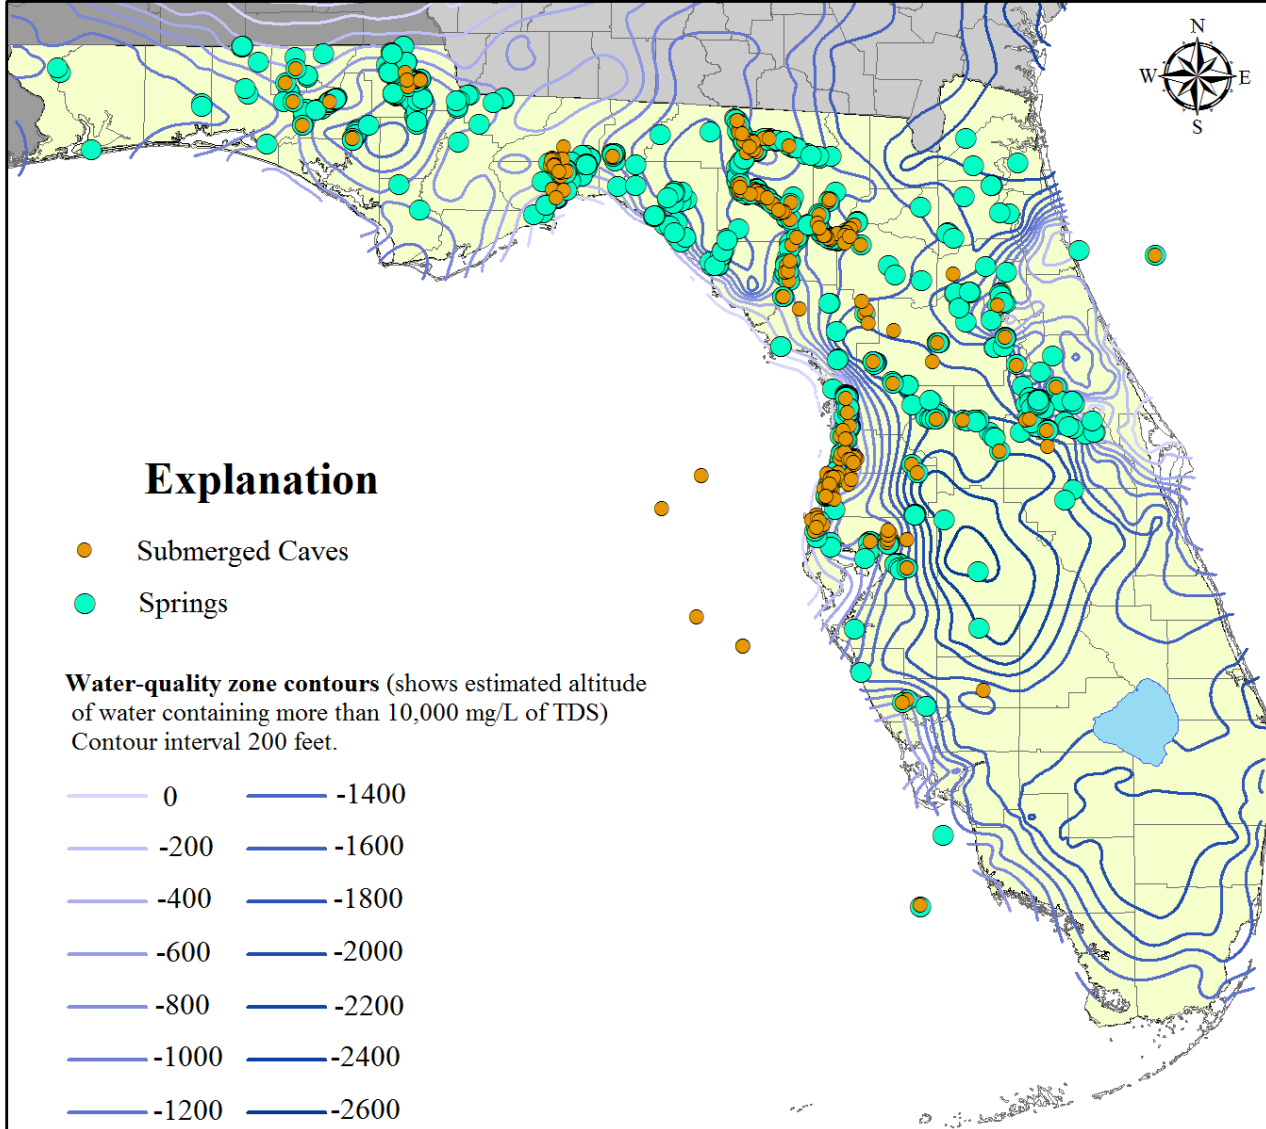 N
W E
S
Explanation
Submerged Caves
Springs
Water-quality zone contours (shows estimated altitude
of water containing more than 10,000 mg/L of TDS)
Contour interval 200 feet.
0 -1400
-200 -1600
-400 -1800
-600 -2000
-800 -2200
-1000 -2400
-1200 -2600